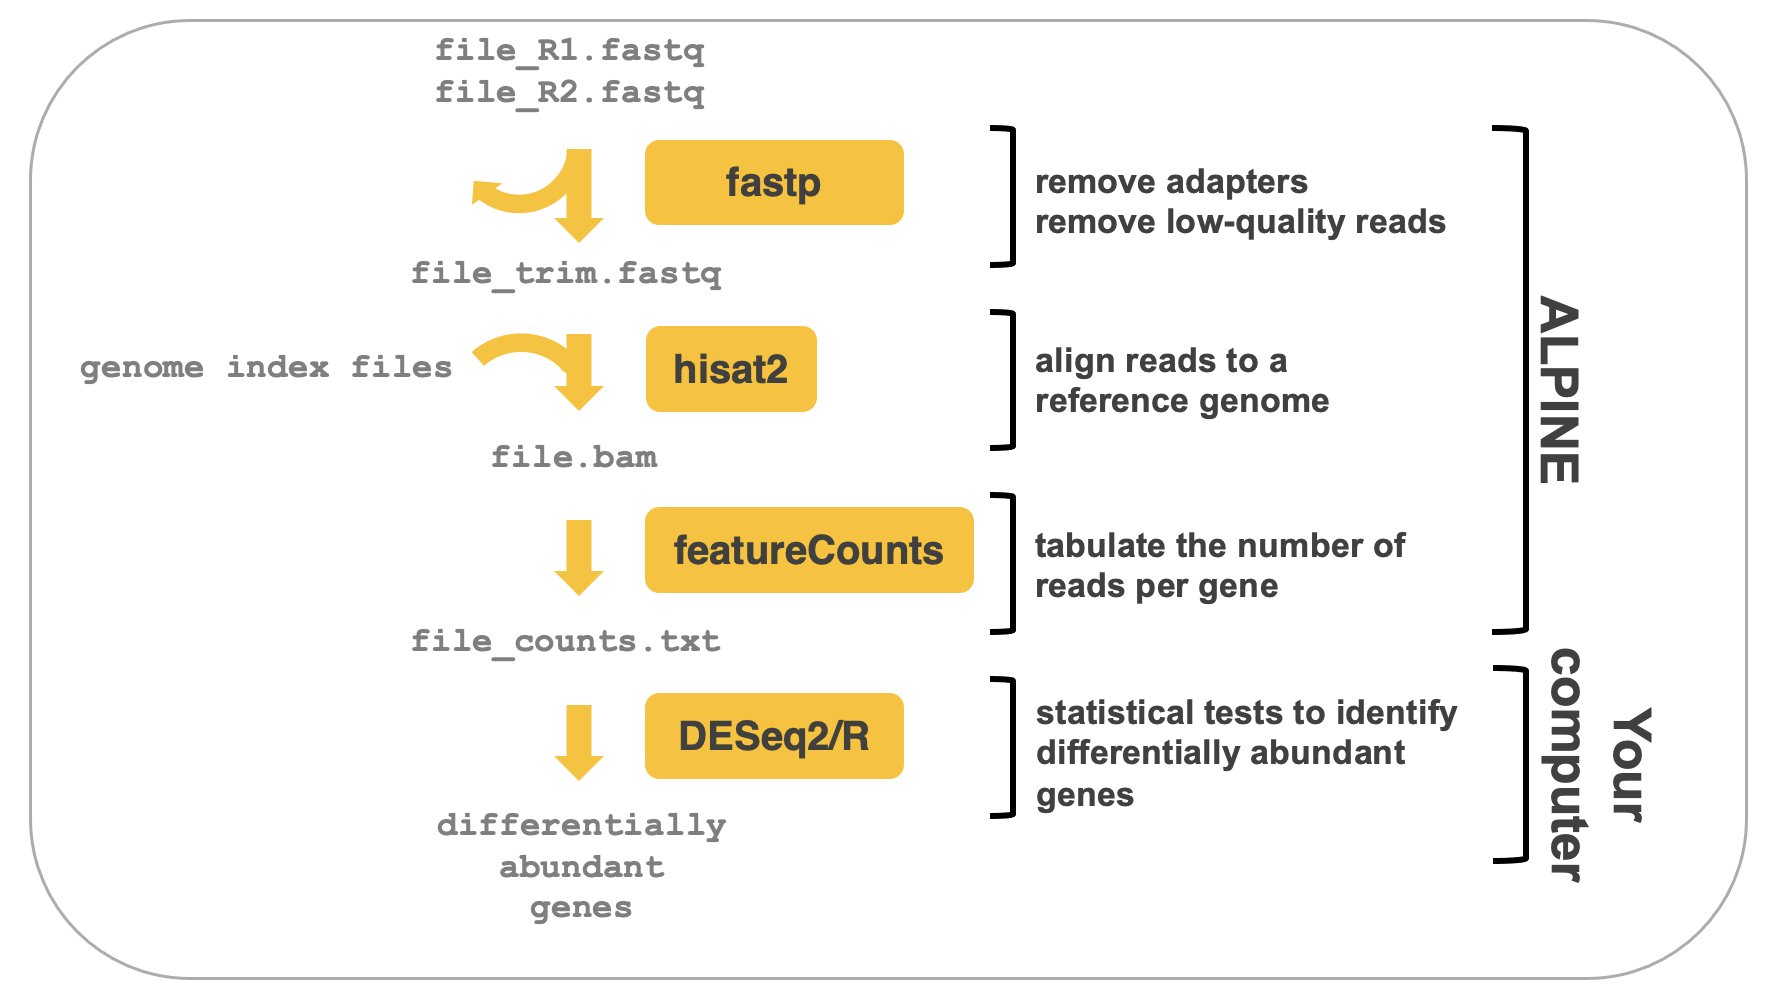 file_R1.fastq
file_R2.fastq
fastp
remove adapters
remove low-quality reads
file_trim.fastq
genome index files
hisat2
align reads to a
reference genome
file.bam
featureCounts
tabulate the number of
reads per gene
file_counts.txt
DESeq2/R
statistical tests to identify
differentially abundant
genes
differentially
abundant
genes
ALPINE
Your
computer